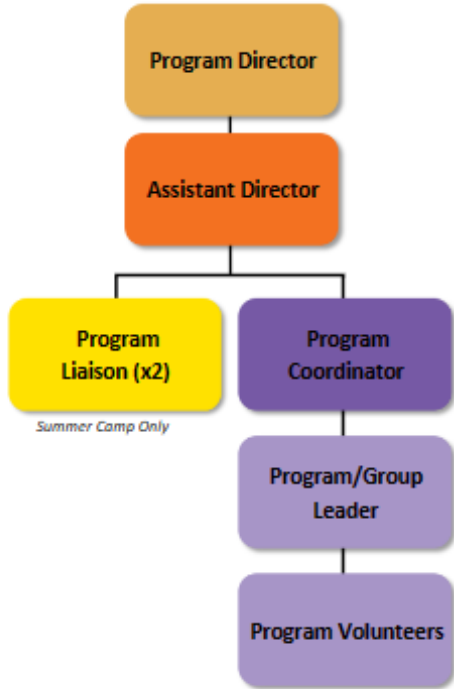 Program Director
Assistant Director
Program
Liaison (x2)
Summer Camp Only
Program
Coordinator
Program/Group
Leader
Program Volunteers